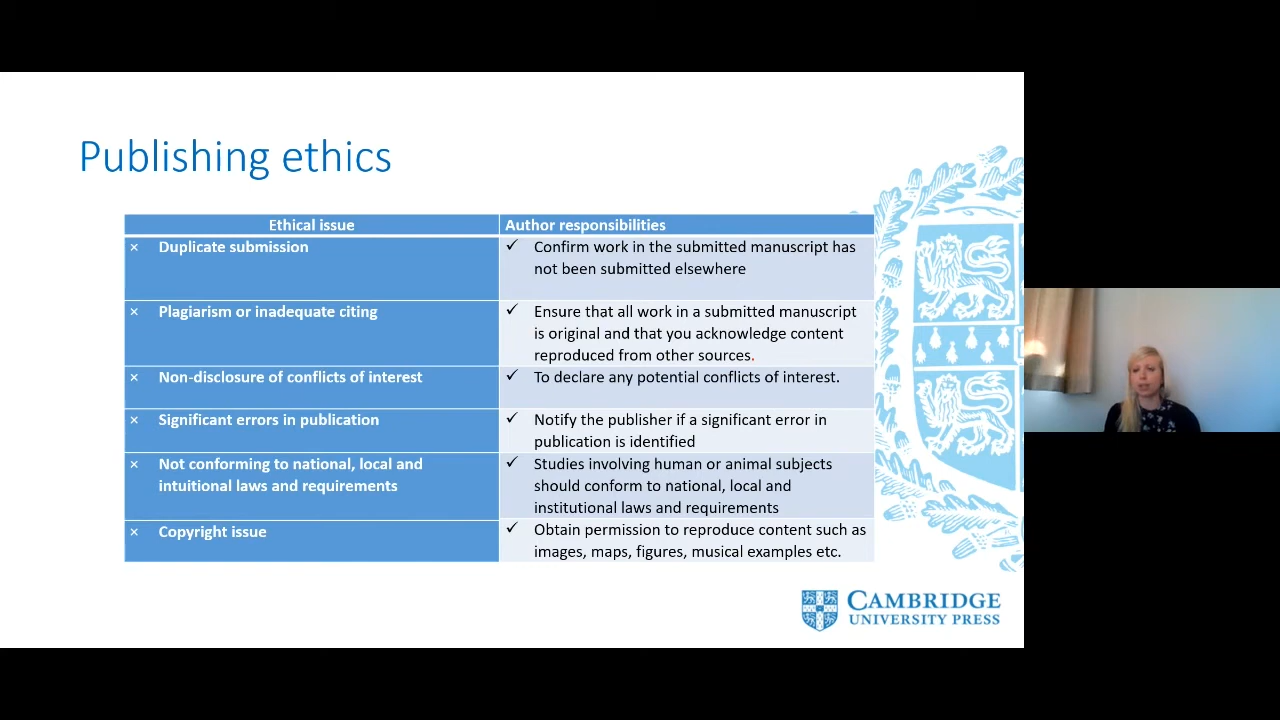 Publishing ethics
Ethical issue
Author responsibilities
× Duplicate submission
✓ Confirm work in the submitted manuscript has
not been submitted elsewhere
× Plagiarism or inadequate citing
✓ Ensure that all work in a submitted manuscript
is original and that you acknowledge content
reproduced from other sources.
× Non-disclosure of conflicts of interest
✓ To declare any potential conflicts of interest.
× Significant errors in publication
✓ Notify the publisher if a significant error in
publication is identified
× Not conforming to national, local and
intuitional laws and requirements
✓ Studies involving human or animal subjects
should conform to national, local and
institutional laws and requirements
× Copyright issue
✓ Obtain permission to reproduce content such as
images, maps, figures, musical examples etc.
CAMBRIDGE
UNIVERSITY PRESS